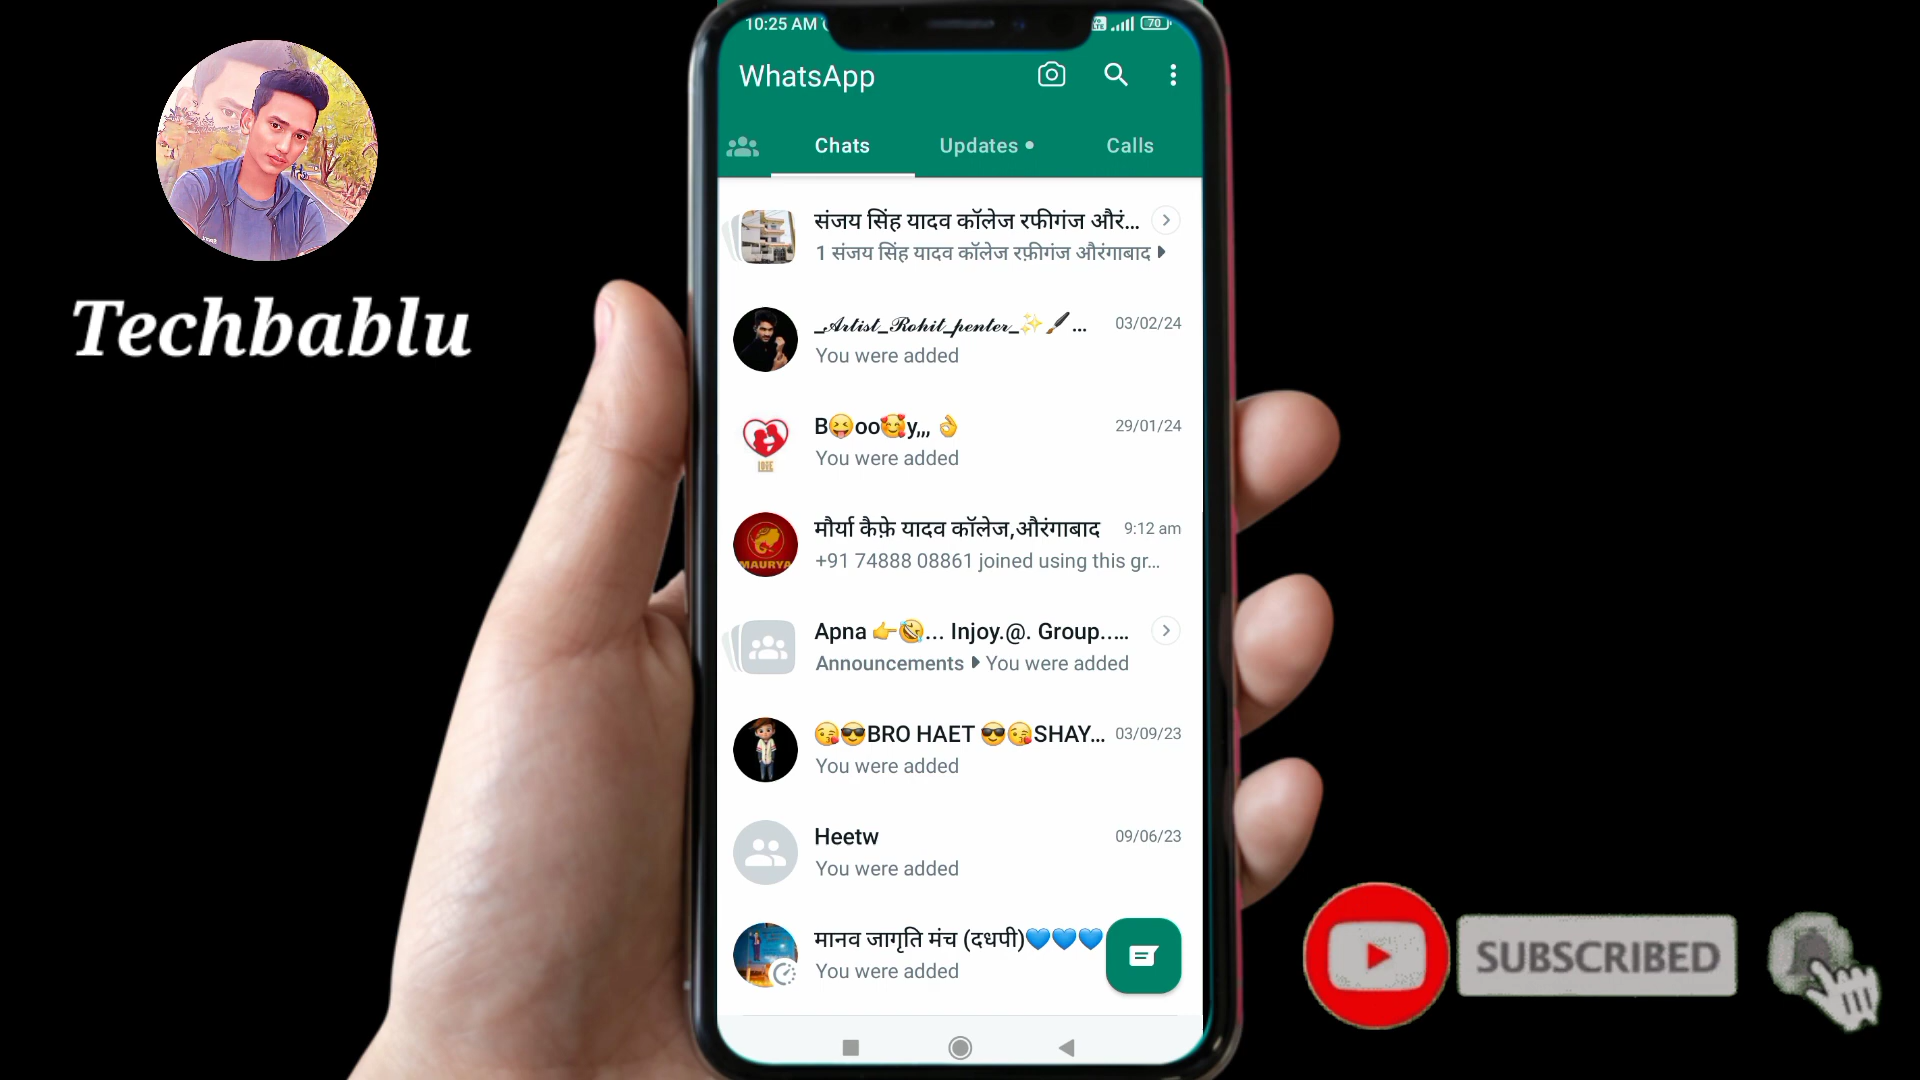 10:25 AM
70
WhatsApp
Chats
Updates
Calls
Techbablu
संजय सिंह यादव कॉलेज रफीगंज औरं...
1 संजय सिंह यादव कॉलेज रफ़ीगंज औरंगाबाद
_𝒜𝓇𝓉𝒾𝓈𝓉_ℛ𝑜𝒽𝒾𝓉_𝓅𝑒𝓃𝓉𝑒𝓇_✨🖌️...
03/02/24
You were added
B😝oo🥰y,,, 👌
29/01/24
You were added
मौर्या कैफ़े यादव कॉलेज,औरंगाबाद
9:12 am
MAURYA
+91 74888 08861 joined using this gr...
Apna 👉🤣... Injoy.@. Group.....
Announcements You were added
😘😎BRO HAET 😎😘SHAY...
03/09/23
You were added
Heetw
09/06/23
You were added
मानव जागृति मंच (दधपी)💙💙💙
You were added
SUBSCRIBED